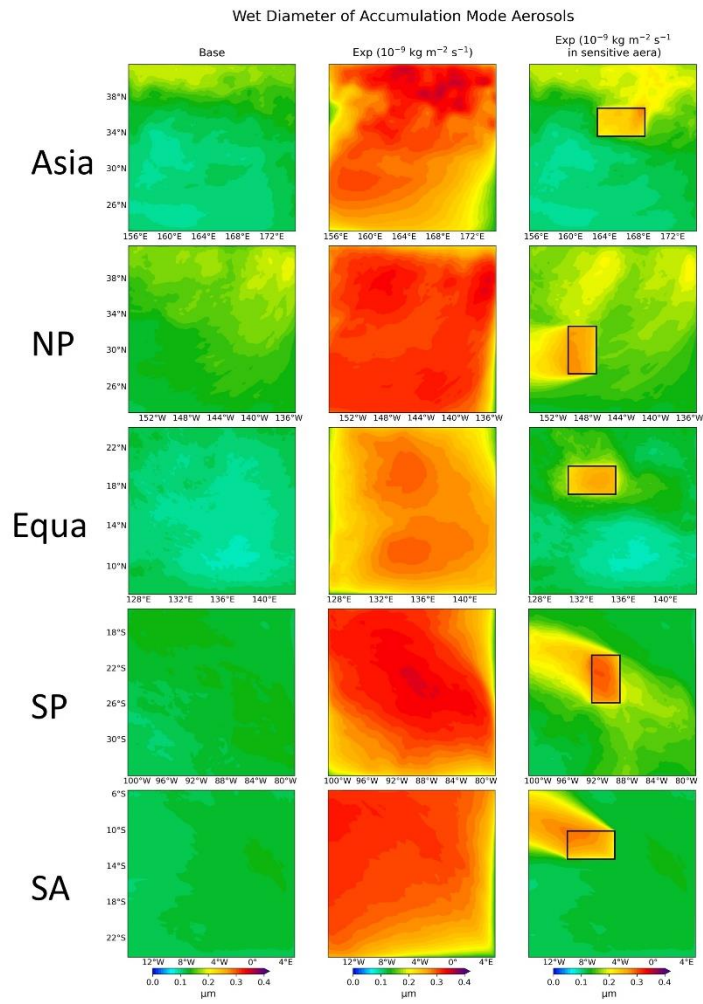 Wet Diameter of Accumulation Mode Aerosols
Base
Exp (10⁻⁹ kg m⁻² s⁻¹)
Exp (10⁻⁹ kg m⁻² s⁻¹
in sensitive aera)
Asia
38°N
34°N
30°N
26°N
156°E 160°E 164°E 168°E 172°E
156°E 160°E 164°E 168°E 172°E
156°E 160°E 164°E 168°E 172°E
NP
38°N
34°N
30°N
26°N
152°W 148°W 144°W 140°W 136°W
152°W 148°W 144°W 140°W 136°W
152°W 148°W 144°W 140°W 136°W
Equa
22°N
18°N
14°N
10°N
128°E 132°E 136°E 140°E
128°E 132°E 136°E 140°E
128°E 132°E 136°E 140°E
SP
18°S
22°S
26°S
30°S
100°W 96°W 92°W 88°W 84°W 80°W
100°W 96°W 92°W 88°W 84°W 80°W
100°W 96°W 92°W 88°W 84°W 80°W
SA
6°S
10°S
14°S
18°S
22°S
12°W 8°W 4°W 0° 4°E
12°W 8°W 4°W 0° 4°E
12°W 8°W 4°W 0° 4°E
0.0 0.1 0.2 0.3 0.4
0.0 0.1 0.2 0.3 0.4
0.0 0.1 0.2 0.3 0.4
μm
μm
μm